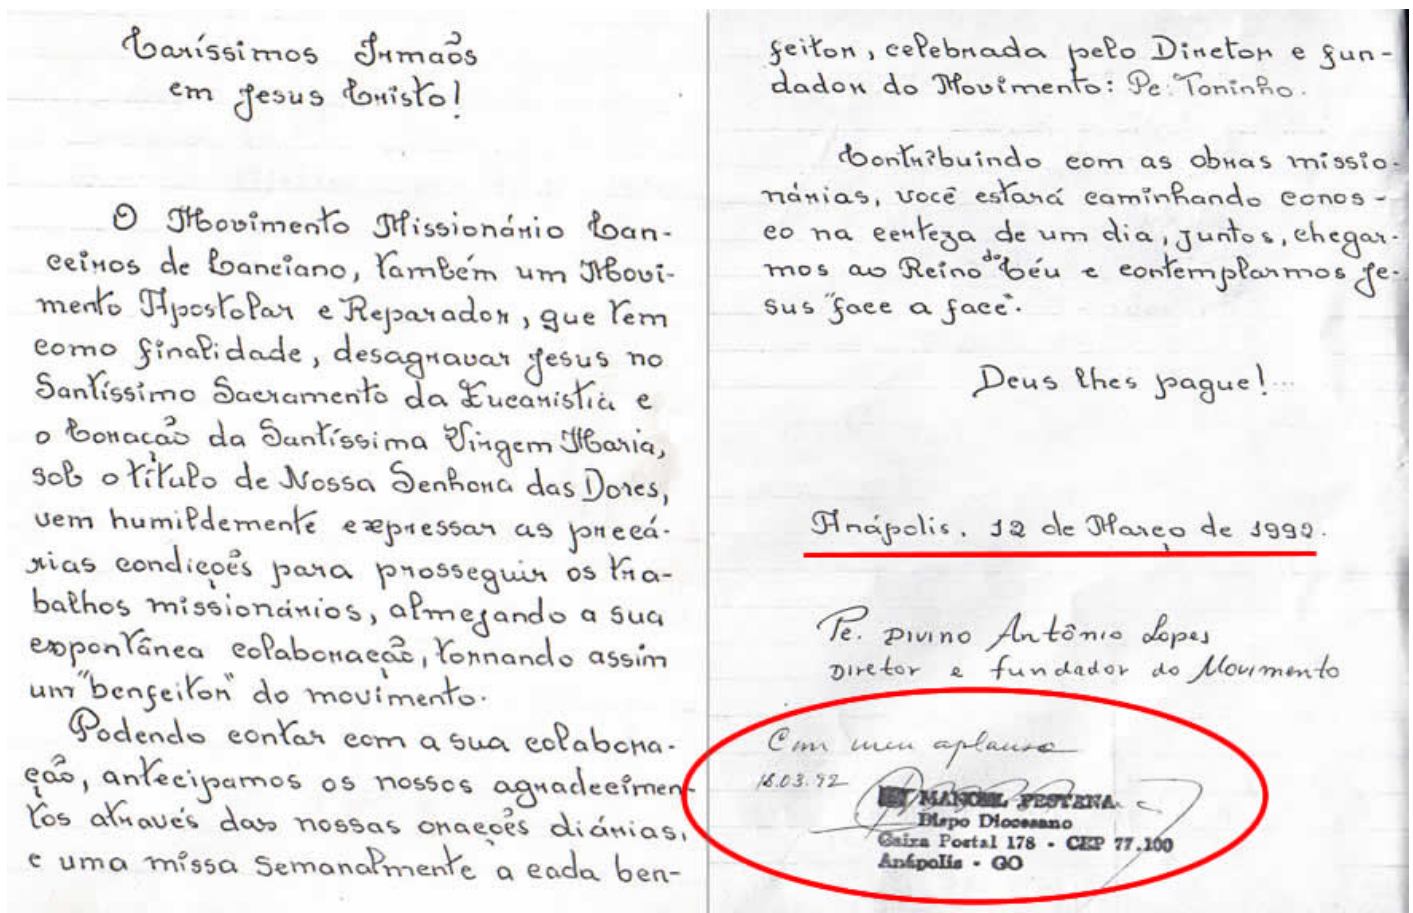 Caríssimos Irmãos
em Jesus Cristo!
O Movimento Missionário Lan-
ceiros de Lanciano, também um Movi-
mento Apostolar e Reparador, que tem
como finalidade, desagravar Jesus no
Santíssimo Sacramento da Eucaristia e
o Coração da Santíssima Virgem Maria,
sob o título de Nossa Senhora das Dores,
vem humildemente expressar as precá-
rias condições para prosseguir os tra-
balhos missionários, almejando a sua
expontânea colaboração, tornando assim
um "benfeitor" do movimento.
Podendo contar com a sua colabora-
ção, antecipamos os nossos agradecimen-
tos através das nossas orações diárias,
e uma missa semanalmente à cada ben-
feitor, celebrada pelo Diretor e fun-
dador do Movimento: Pe. Toninho.
Contribuindo com as obras missio-
nárias, você estará caminhando conos-
co na certeza de um dia, juntos, chegar-
mos ao Reino do Céu e contemplarmos Je-
sus "face a face".
Deus lhes pague!...
Anápolis, 12 de Março de 1992.
Pe. Divino Antônio Lopes
Diretor e fundador do Movimento
Com meu aplauso
18.03.92
MANOEL PESTANA
Bispo Diocesano
Caixa Postal 178 - CEP 77.100
Anápolis - GO